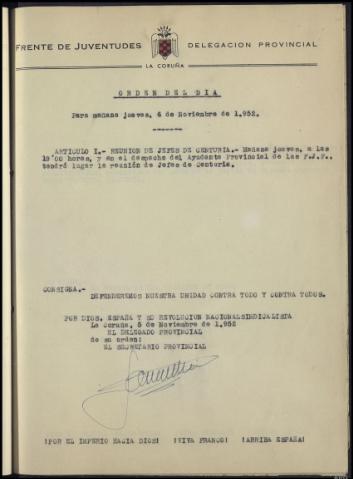 FRENTE DE JUVENTUDES DELEGACION PROVINCIAL
LA CORUÑA
ORDEN DEL DIA
Para mañana jueves, 6 de Noviembre de 1.952.
ARTICULO I.- REUNION DE JEFES DE CENTURIA.- Mañana jueves, a las
19'00 horas, y en el despacho del Ayudante Provincial de las F.J.F.,
tendrá lugar la reunión de Jefes de Centuria.
CONSIGNA.-
DEFENDEREMOS NUESTRA UNIDAD CONTRA TODO Y CONTRA TODOS.
POR DIOS, ESPAÑA Y SU REVOLUCION NACIONALSINDICALISTA
La Coruña, 5 de Noviembre de 1.952
EL DELEGADO PROVINCIAL
de su orden:
EL SECRETARIO PROVINCIAL
¡POR EL IMPERIO HACIA DIOS! ¡VIVA FRANCO! ¡ARRIBA ESPAÑA!